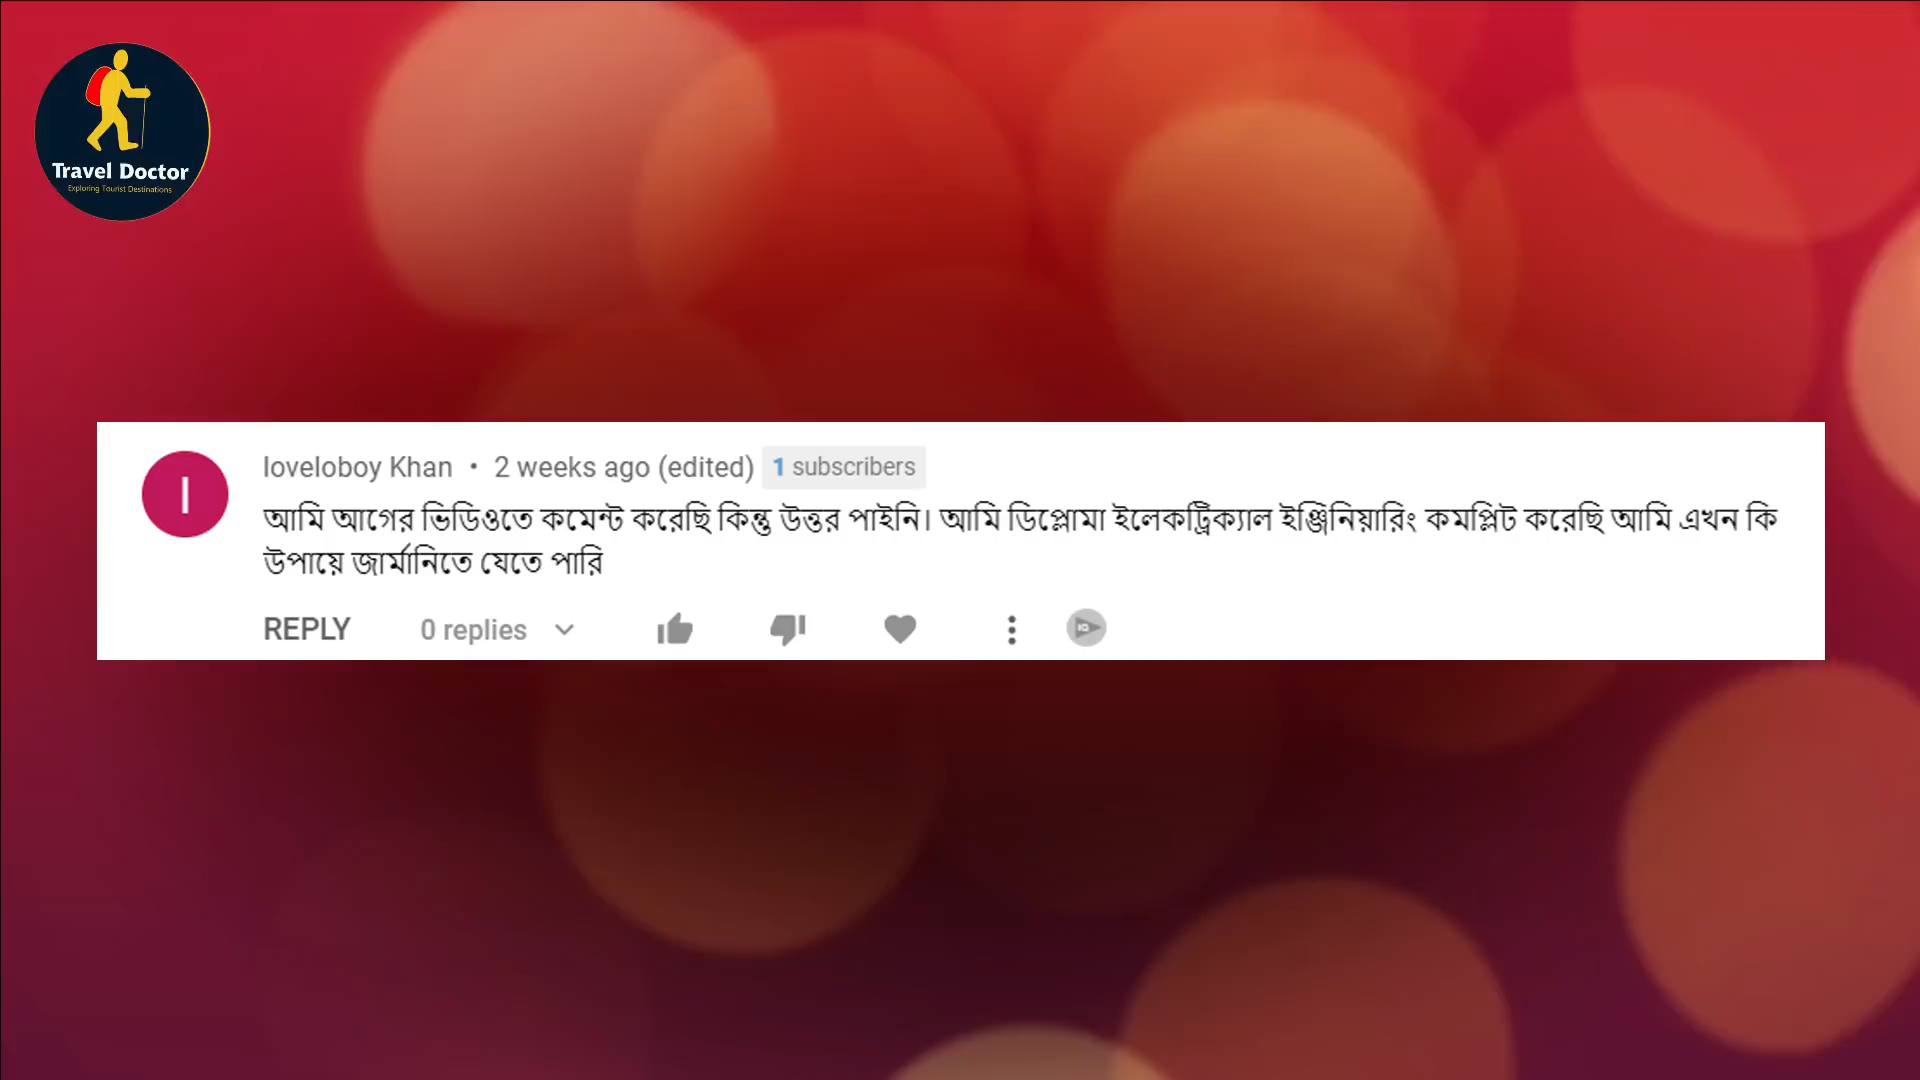 Travel Doctor
Exploring Tourist Destinations
I
loveloboy Khan • 2 weeks ago (edited) 1 subscribers
আমি আগের ভিডিওতে কমেন্ট করেছি কিন্তু উত্তর পাইনি। আমি ডিপ্লোমা ইলেকট্রিক্যাল ইঞ্জিনিয়ারিং কমপ্লিট করেছি আমি এখন কি
উপায়ে জার্মানিতে যেতে পারি
REPLY 0 replies
IQ